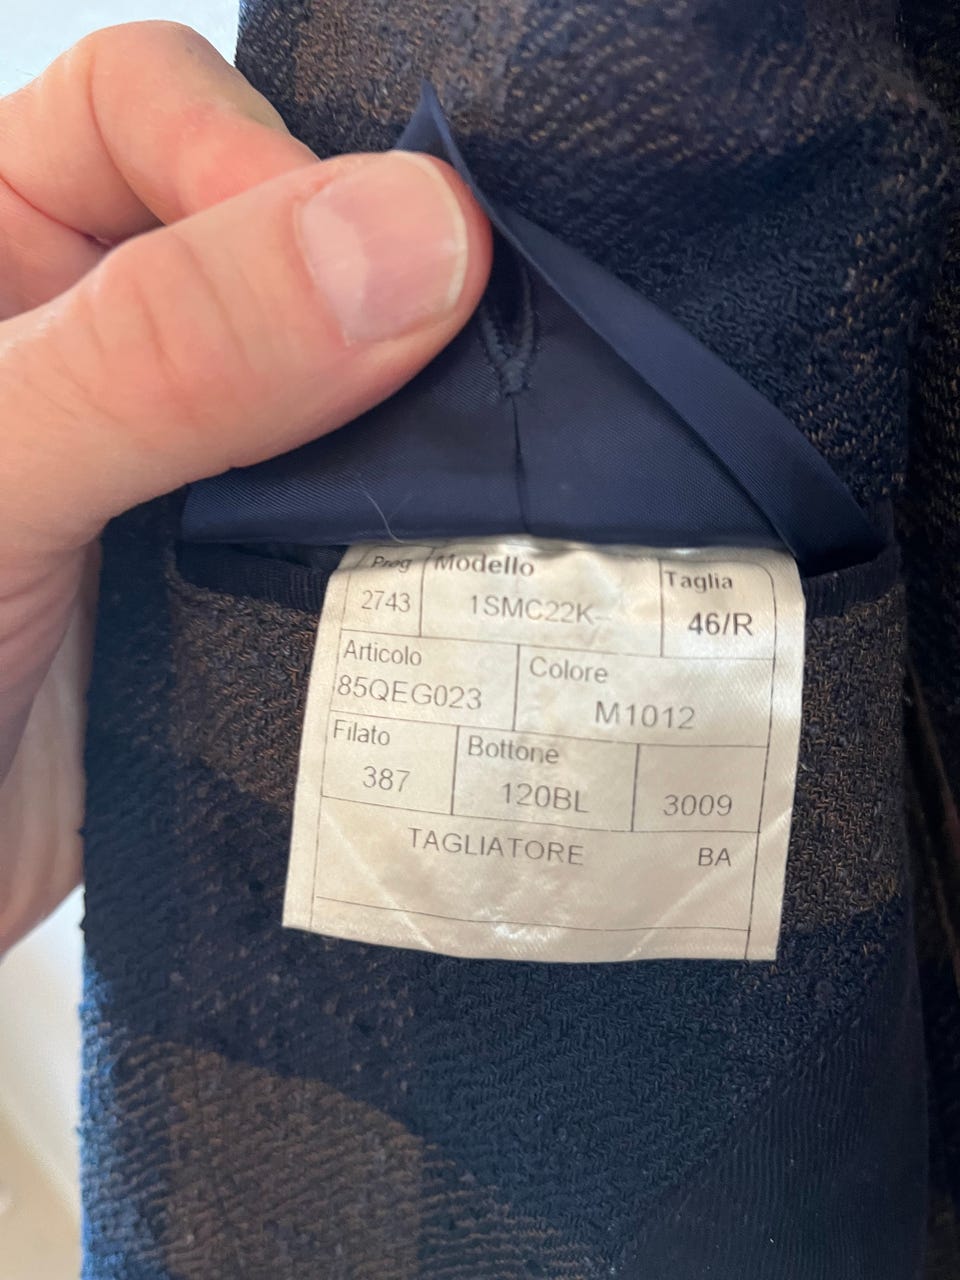 Prog Modello Taglia
2743 1SMC22K- 46/R
Articolo Colore
85QEG023 M1012
Filato Bottone
387 120BL 3009
TAGLIATORE BA